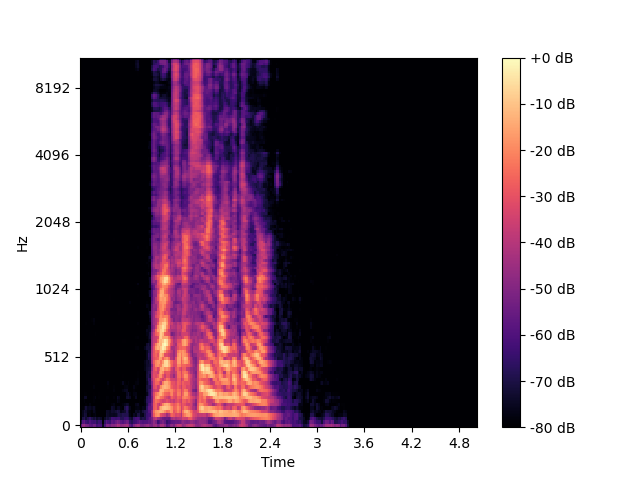 8192
4096
2048
1024
512
0
Hz
0 0.6 1.2 1.8 2.4 3 3.6 4.2 4.8
Time
+0 dB
-10 dB
-20 dB
-30 dB
-40 dB
-50 dB
-60 dB
-70 dB
-80 dB